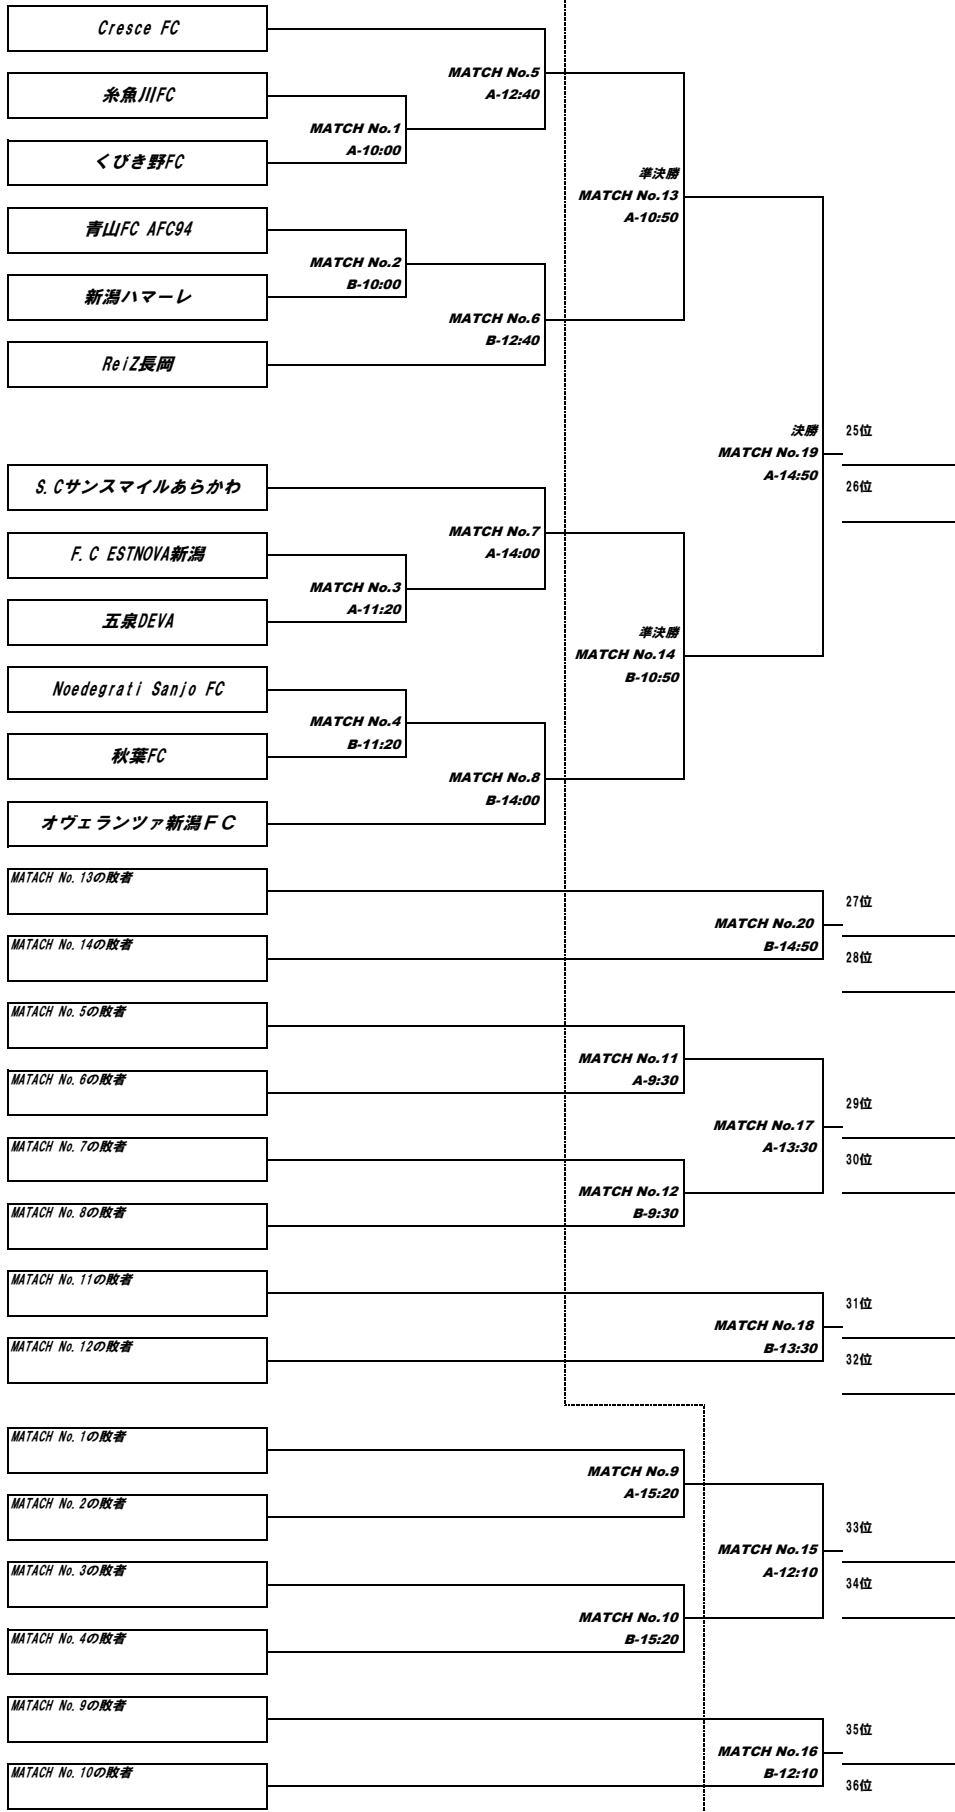 Cresce FC
MATCH No.5
A-12:40
糸魚川FC
MATCH No.1
A-10:00
くびき野FC
準決勝
MATCH No.13
A-10:50
青山FC AFC94
MATCH No.2
B-10:00
新潟ハマーレ
MATCH No.6
B-12:40
ReiZ長岡
決勝
MATCH No.19
A-14:50
25位
26位
S.Cサンスマイルあらかわ
MATCH No.7
A-14:00
F.C ESTNOVA新潟
MATCH No.3
A-11:20
五泉DEVA
準決勝
MATCH No.14
B-10:50
Noedegrati Sanjo FC
MATCH No.4
B-11:20
秋葉FC
MATCH No.8
B-14:00
オヴェランツァ新潟ＦＣ
MATACH No.13の敗者
MATCH No.20
B-14:50
27位
28位
MATACH No.14の敗者
MATACH No.5の敗者
MATCH No.11
A-9:30
MATACH No.6の敗者
MATCH No.17
A-13:30
29位
30位
MATACH No.7の敗者
MATCH No.12
B-9:30
MATACH No.8の敗者
MATACH No.11の敗者
MATCH No.18
B-13:30
31位
32位
MATACH No.12の敗者
MATACH No.1の敗者
MATCH No.9
A-15:20
MATACH No.2の敗者
MATCH No.15
A-12:10
33位
34位
MATACH No.3の敗者
MATCH No.10
B-15:20
MATACH No.4の敗者
MATACH No.9の敗者
MATCH No.16
B-12:10
35位
36位
MATACH No.10の敗者